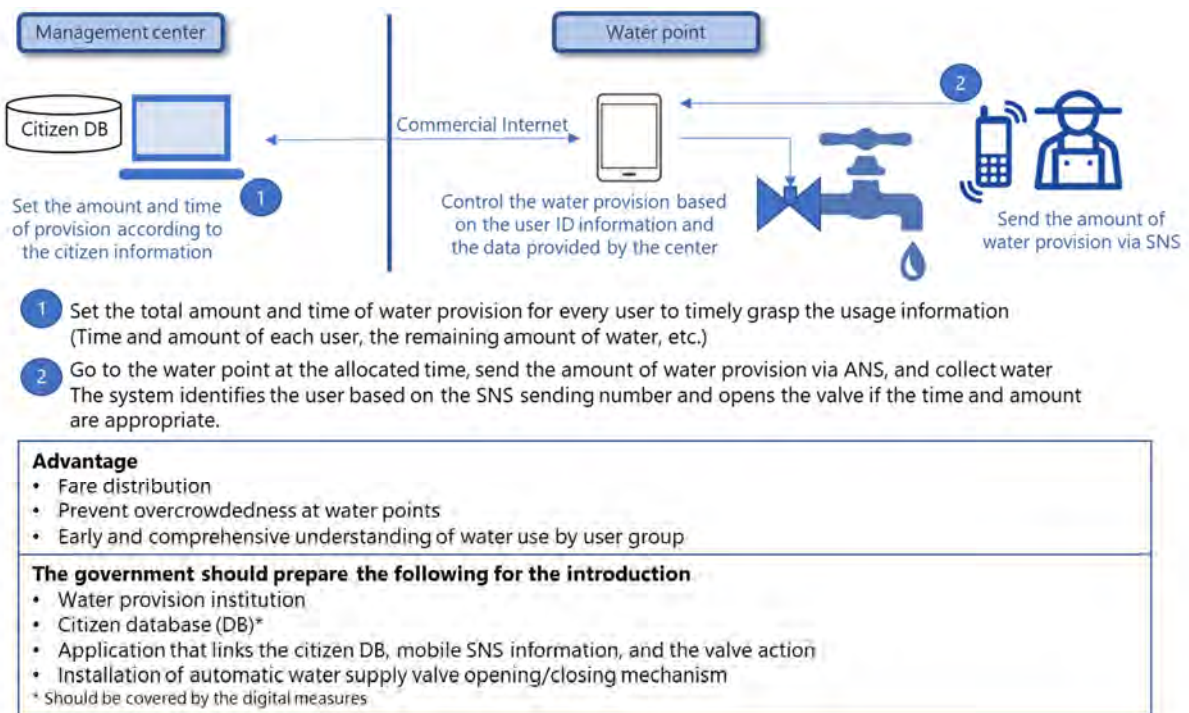 Management center
Water point
Citizen DB
Commercial Internet
2
1
Set the amount and time
of provision according to
the citizen information
Control the water provision based
on the user ID information and
the data provided by the center
Send the amount of
water provision via SNS
1 Set the total amount and time of water provision for every user to timely grasp the usage information
(Time and amount of each user, the remaining amount of water, etc.)
2 Go to the water point at the allocated time, send the amount of water provision via ANS, and collect water
The system identifies the user based on the SNS sending number and opens the valve if the time and amount
are appropriate.
Advantage
• Fare distribution
• Prevent overcrowdedness at water points
• Early and comprehensive understanding of water use by user group
The government should prepare the following for the introduction
• Water provision institution
• Citizen database (DB)*
• Application that links the citizen DB, mobile SNS information, and the valve action
• Installation of automatic water supply valve opening/closing mechanism
* Should be covered by the digital measures